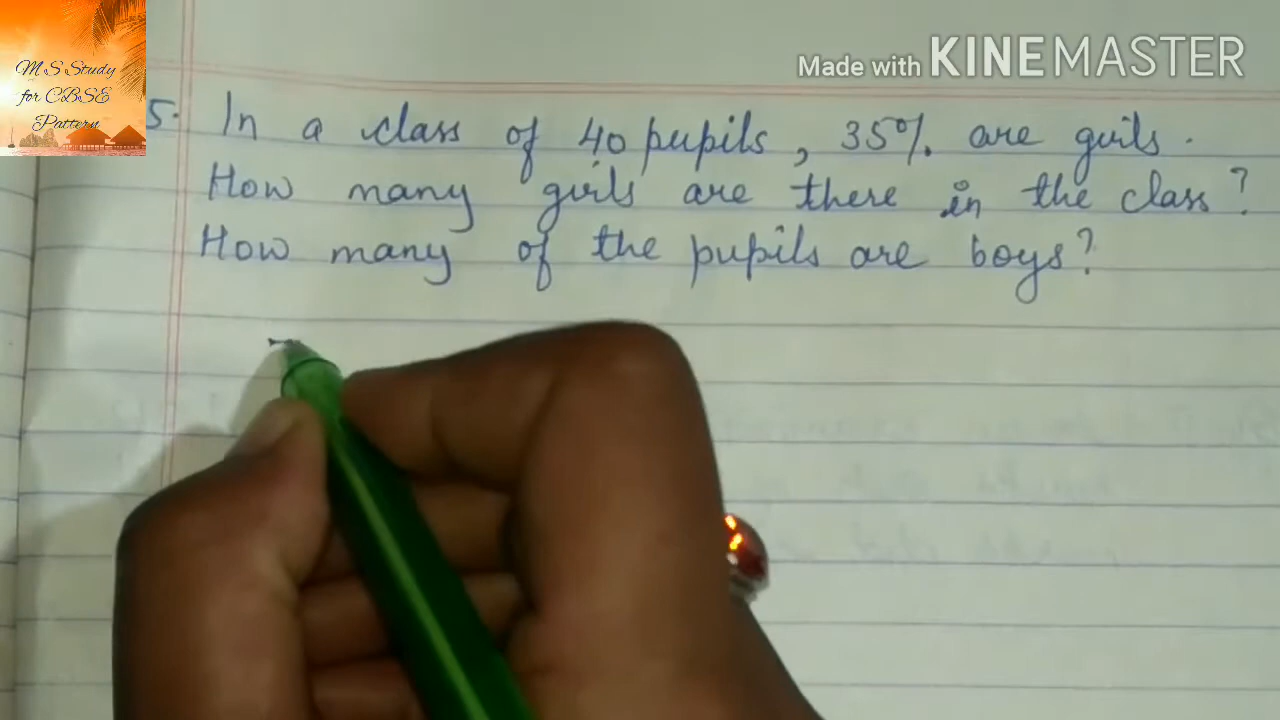 M.S Study
for C.B.S.E
Pattern
Made with KINEMASTER
5. In a class of 40 pupils, 35% are girls.
How many girls are there in the class?
How many of the pupils are boys?